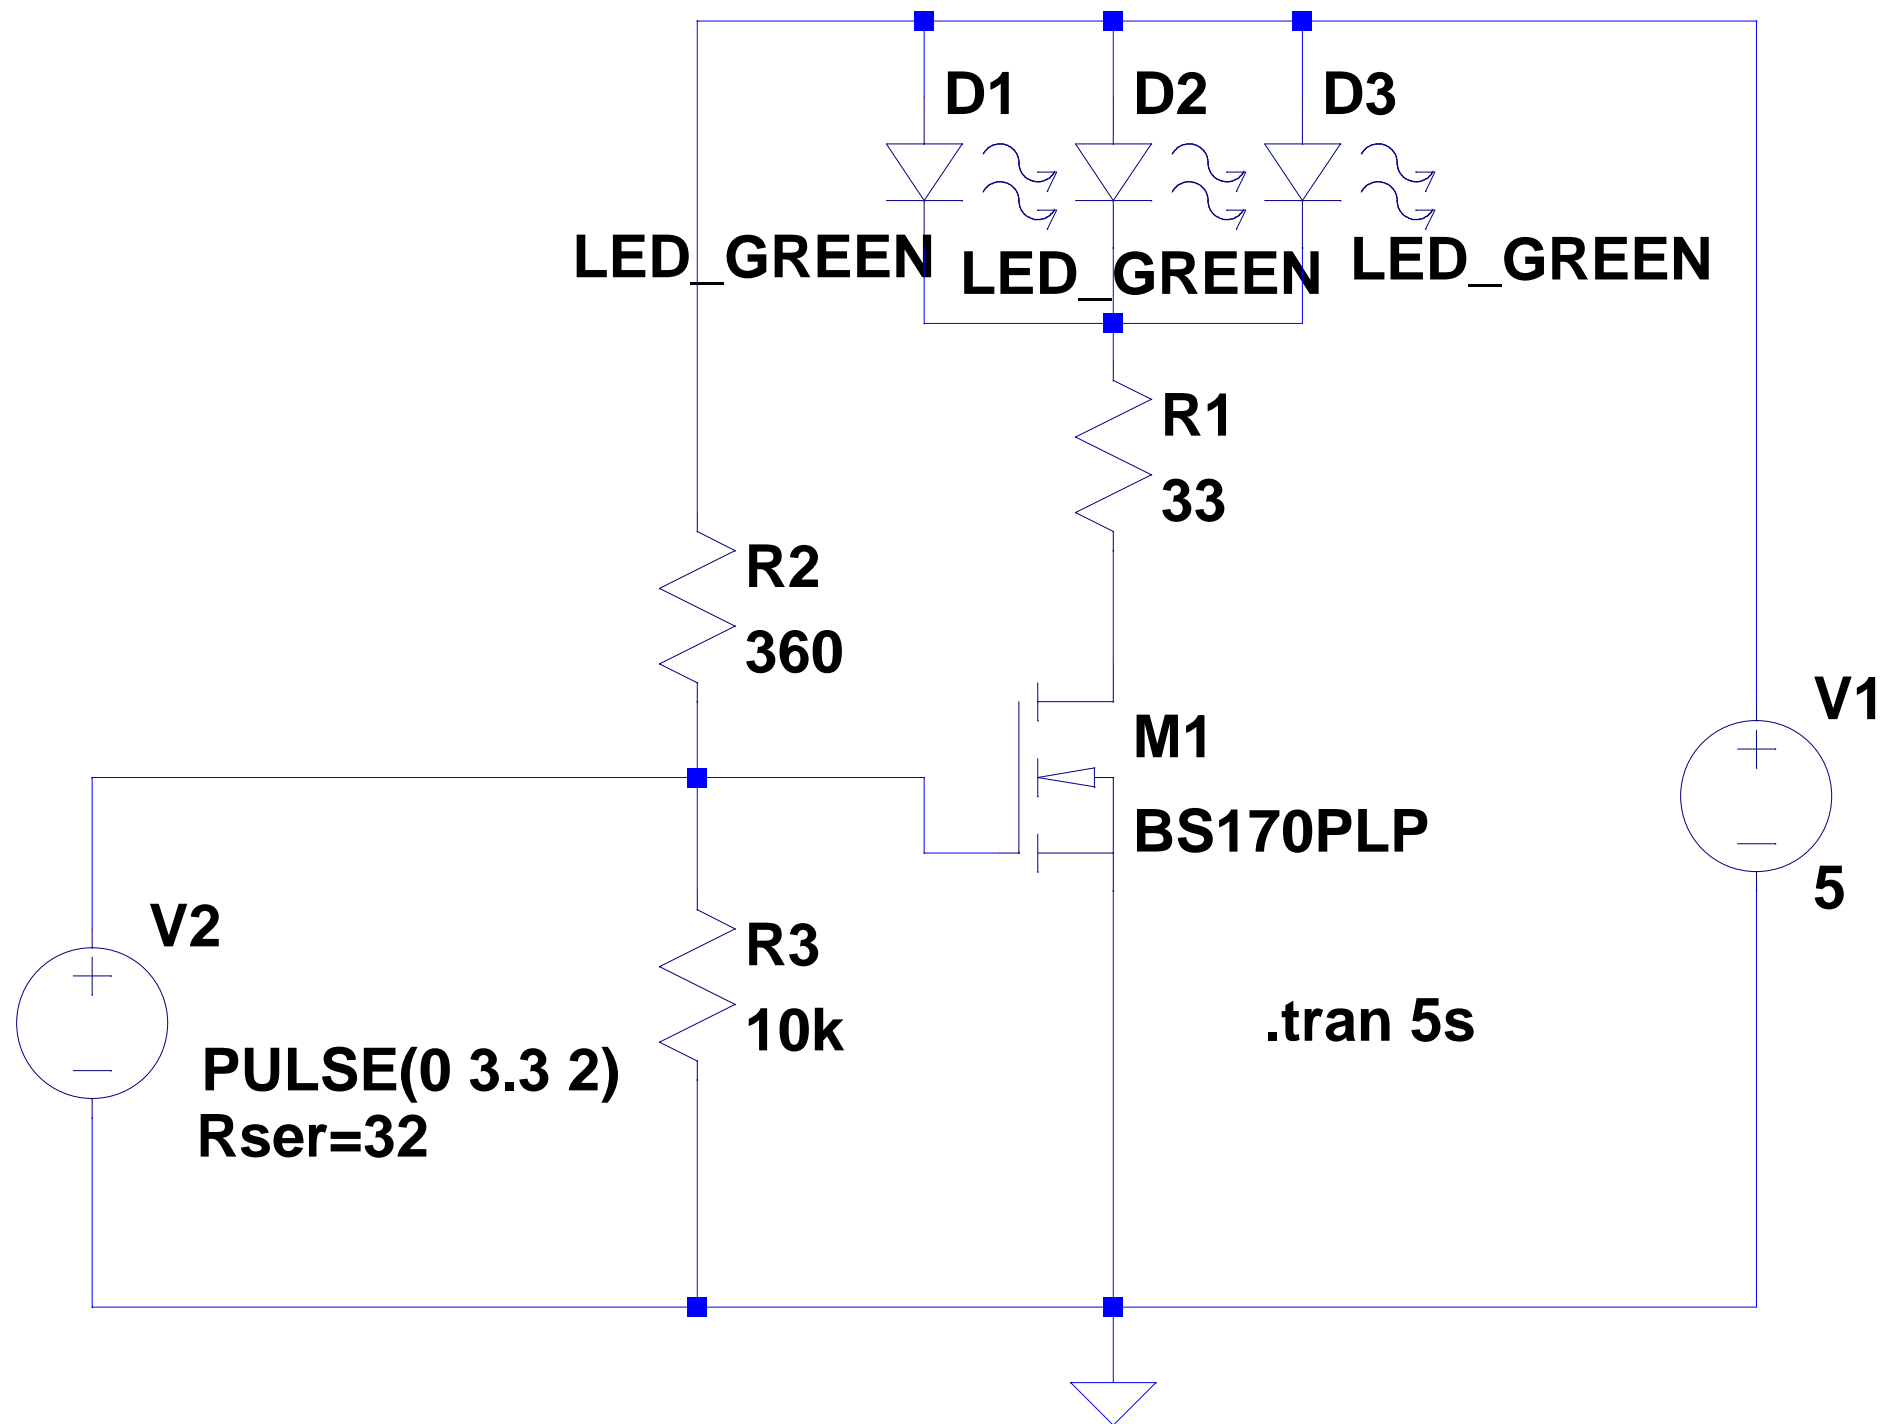 D1
D2
D3
LED_GREEN
LED_GREEN
LED_GREEN
R1
33
R2
360
V1
M1
BS170PLP
5
V2
R3
10k
.tran 5s
PULSE(0 3.3 2)
Rser=32